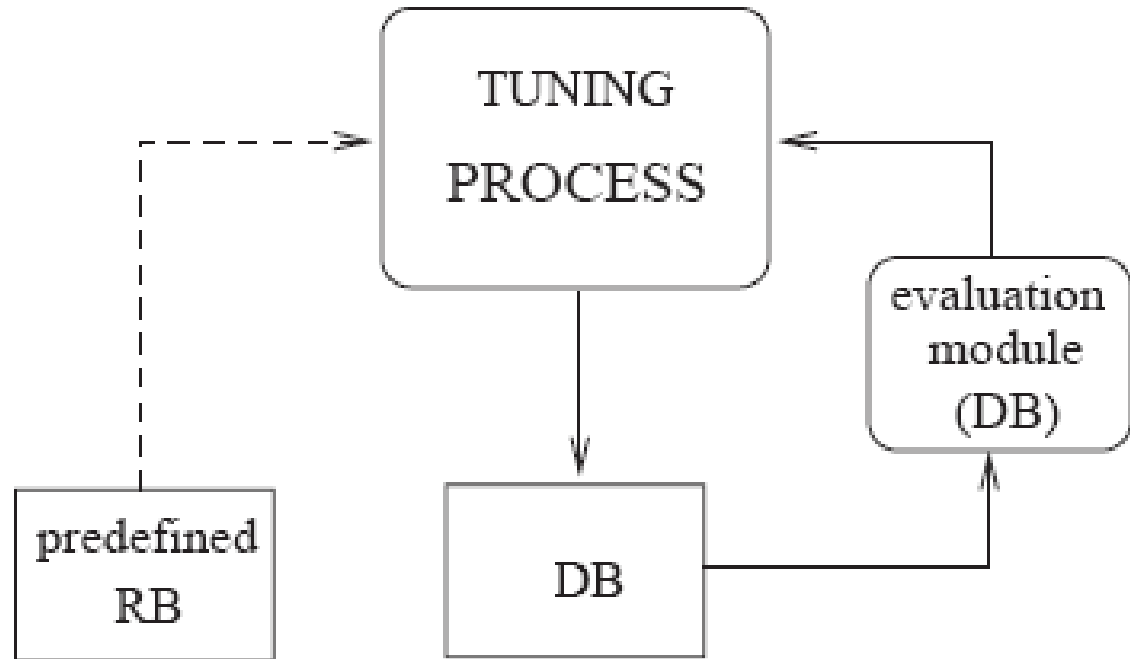 TUNING
PROCESS
evaluation
module
(DB)
predefined
RB
DB